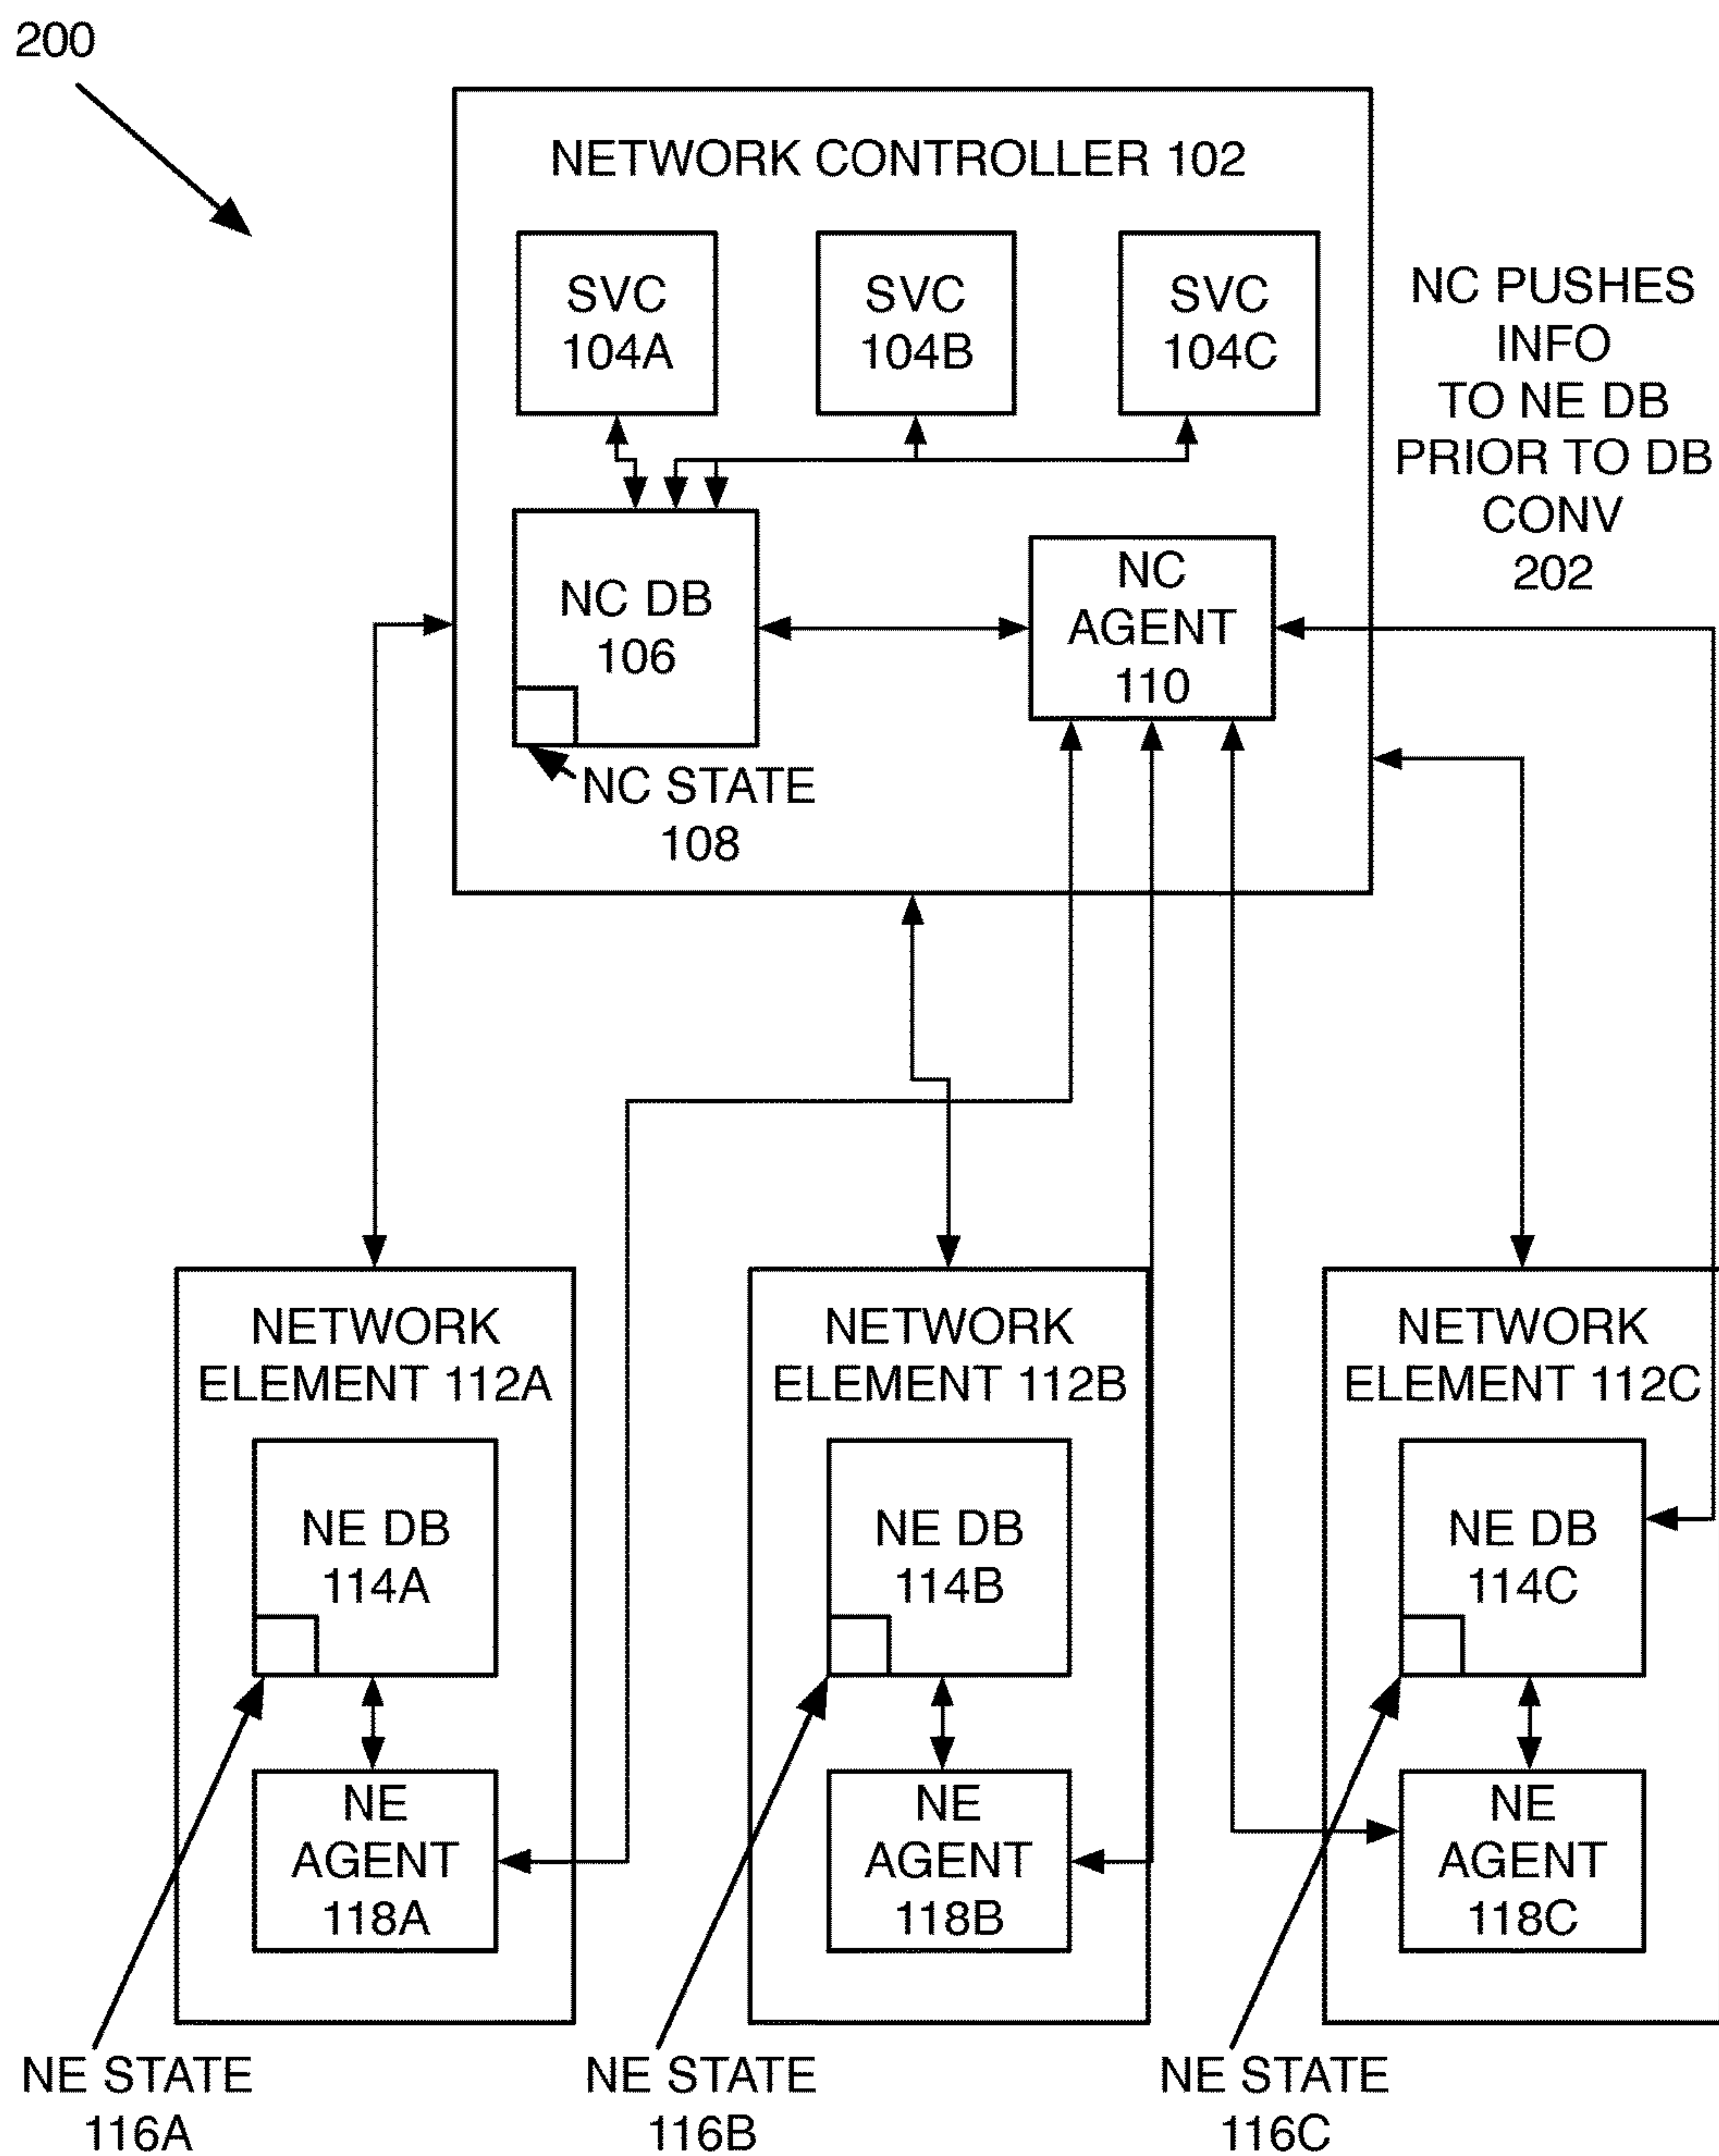 200
NETWORK CONTROLLER 102
SVC
104A
SVC
104B
SVC
104C
NC PUSHES
INFO
TO NE DB
PRIOR TO DB
CONV
202
NC DB
106
NC
AGENT
110
NC STATE
108
NETWORK
ELEMENT 112A
NE DB
114A
NE
AGENT
118A
NE STATE
116A
NETWORK
ELEMENT 112B
NE DB
114B
NE
AGENT
118B
NE STATE
116B
NETWORK
ELEMENT 112C
NE DB
114C
NE
AGENT
118C
NE STATE
116C